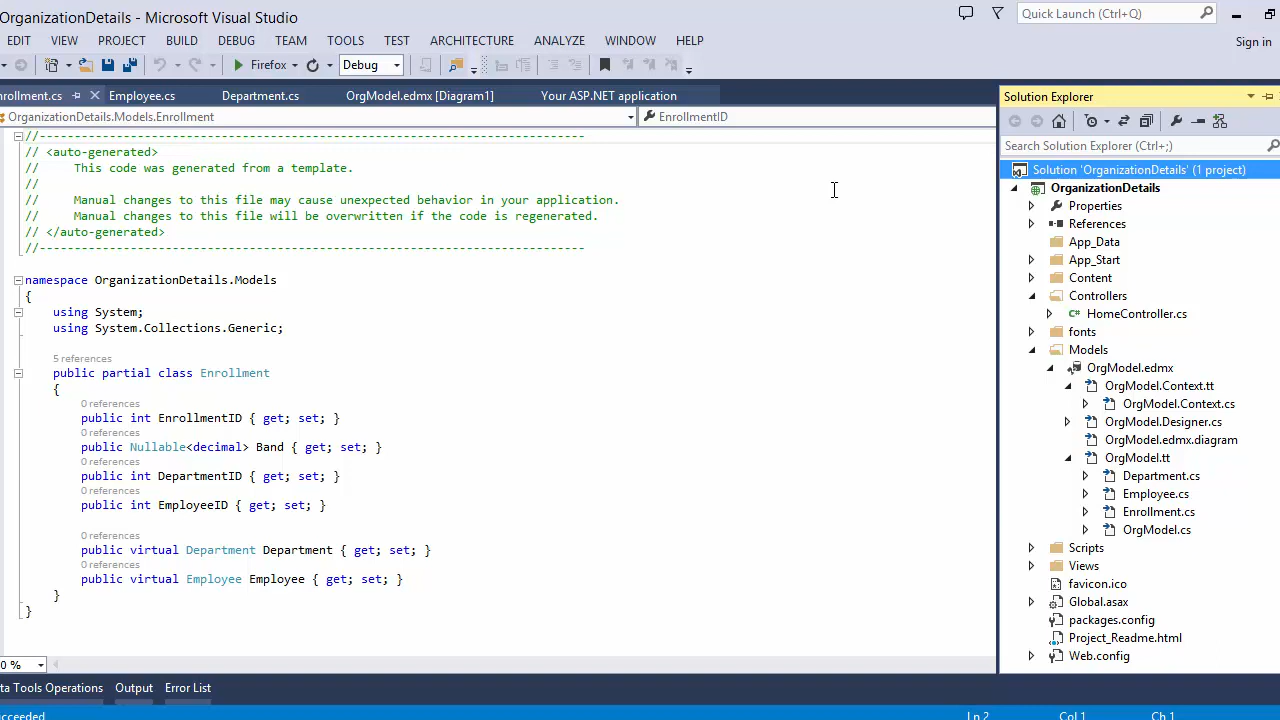 OrganizationDetails - Microsoft Visual Studio
Quick Launch (Ctrl+Q)
EDIT VIEW PROJECT BUILD DEBUG TEAM TOOLS TEST ARCHITECTURE ANALYZE WINDOW HELP
Sign in
Firefox Debug
nrollment.cs Employee.cs Department.cs OrgModel.edmx [Diagram1] Your ASP.NET application
OrganizationDetails.Models.Enrollment EnrollmentID
//------------------------------------------------------------------------------
// <auto-generated>
//     This code was generated from a template.
//
//     Manual changes to this file may cause unexpected behavior in your application.
//     Manual changes to this file will be overwritten if the code is regenerated.
// </auto-generated>
//------------------------------------------------------------------------------
namespace OrganizationDetails.Models
{
using System;
using System.Collections.Generic;
5 references
public partial class Enrollment
{
0 references
public int EnrollmentID { get; set; }
0 references
public Nullable<decimal> Band { get; set; }
0 references
public int DepartmentID { get; set; }
0 references
public int EmployeeID { get; set; }
0 references
public virtual Department Department { get; set; }
0 references
public virtual Employee Employee { get; set; }
}
}
0 %
Solution Explorer
Search Solution Explorer (Ctrl+;)
Solution 'OrganizationDetails' (1 project)
OrganizationDetails
Properties
References
App_Data
App_Start
Content
Controllers
HomeController.cs
fonts
Models
OrgModel.edmx
OrgModel.Context.tt
OrgModel.Context.cs
OrgModel.Designer.cs
OrgModel.edmx.diagram
OrgModel.tt
Department.cs
Employee.cs
Enrollment.cs
OrgModel.cs
Scripts
Views
favicon.ico
Global.asax
packages.config
Project_Readme.html
Web.config
ta Tools Operations Output Error List
cceeded Ln 2 Col 1 Ch 1